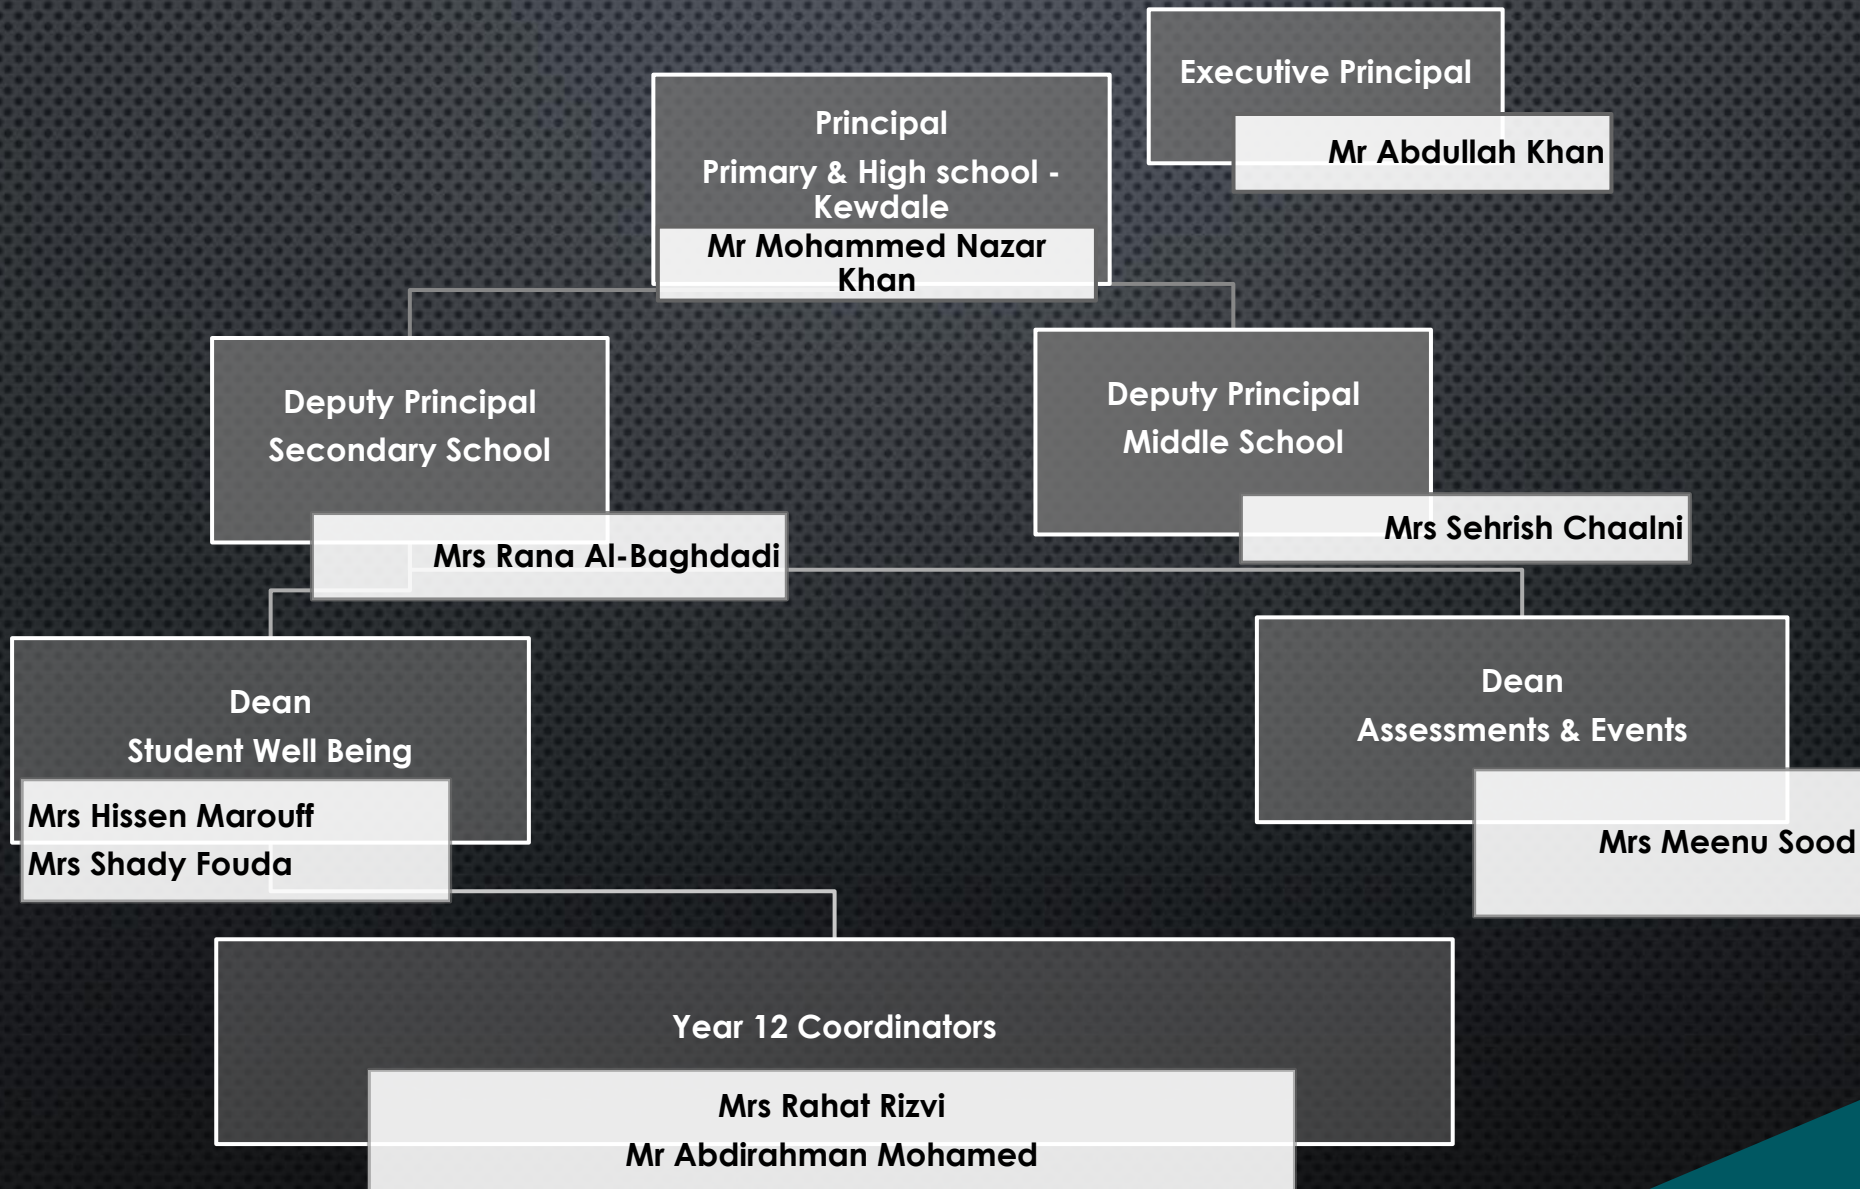 Executive Principal
Mr Abdullah Khan
Principal
Primary & High school -
Kewdale
Mr Mohammed Nazar
Khan
Deputy Principal
Secondary School
Mrs Rana Al-Baghdadi
Deputy Principal
Middle School
Mrs Sehrish Chaalni
Dean
Student Well Being
Mrs Hissen Marouff
Mrs Shady Fouda
Dean
Assessments & Events
Mrs Meenu Sood
Year 12 Coordinators
Mrs Rahat Rizvi
Mr Abdirahman Mohamed